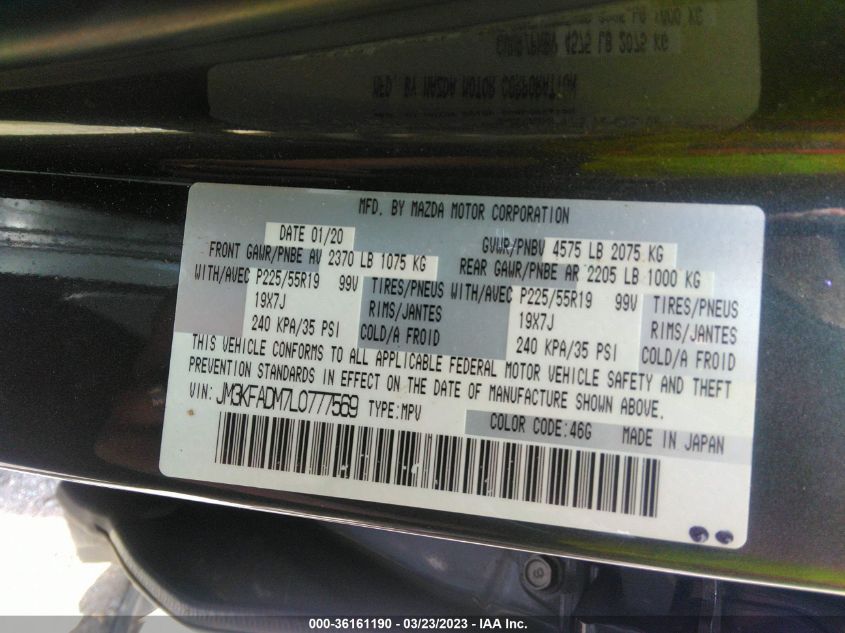 MFD. BY MAZDA MOTOR CORPORATION
DATE 01/20 GVWR/PNBV 4575 LB 2075 KG
FRONT GAWR/PNBE AV 2370 LB 1075 KG REAR GAWR/PNBE AR 2205 LB 1000 KG
WITH/AVEC P225/55R19 99V TIRES/PNEUS WITH/AVEC P225/55R19 99V TIRES/PNEUS
19X7J RIMS/JANTES 19X7J RIMS/JANTES
240 KPA/35 PSI COLD/A FROID 240 KPA/35 PSI COLD/A FROID
THIS VEHICLE CONFORMS TO ALL APPLICABLE FEDERAL MOTOR VEHICLE SAFETY AND THEFT
PREVENTION STANDARDS IN EFFECT ON THE DATE OF MANUFACTURE SHOWN ABOVE.
VIN: JM3KFADM7L0777569 TYPE:MPV
COLOR CODE:46G MADE IN JAPAN
000-36161190 - 03/23/2023 - IAA Inc.